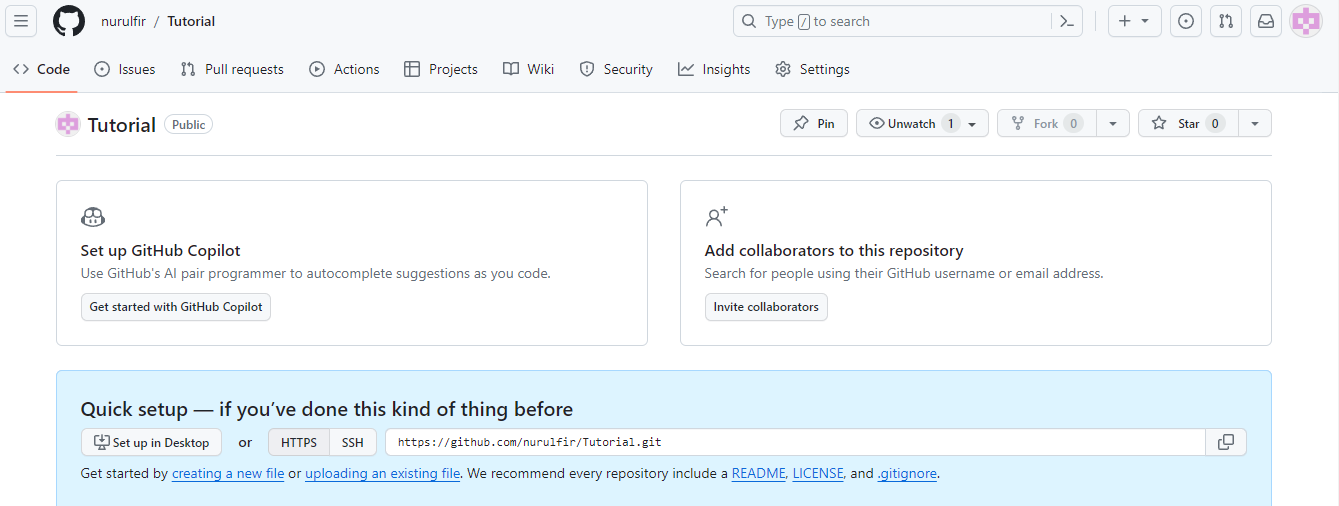 nurulfir / Tutorial
Type / to search
Code Issues Pull requests Actions Projects Wiki Security Insights Settings
Tutorial Public
Pin Unwatch 1 Fork 0 Star 0
Set up GitHub Copilot
Use GitHub's AI pair programmer to autocomplete suggestions as you code.
Get started with GitHub Copilot
Add collaborators to this repository
Search for people using their GitHub username or email address.
Invite collaborators
Quick setup — if you’ve done this kind of thing before
Set up in Desktop or HTTPS SSH https://github.com/nurulfir/Tutorial.git
Get started by creating a new file or uploading an existing file. We recommend every repository include a README, LICENSE, and .gitignore.